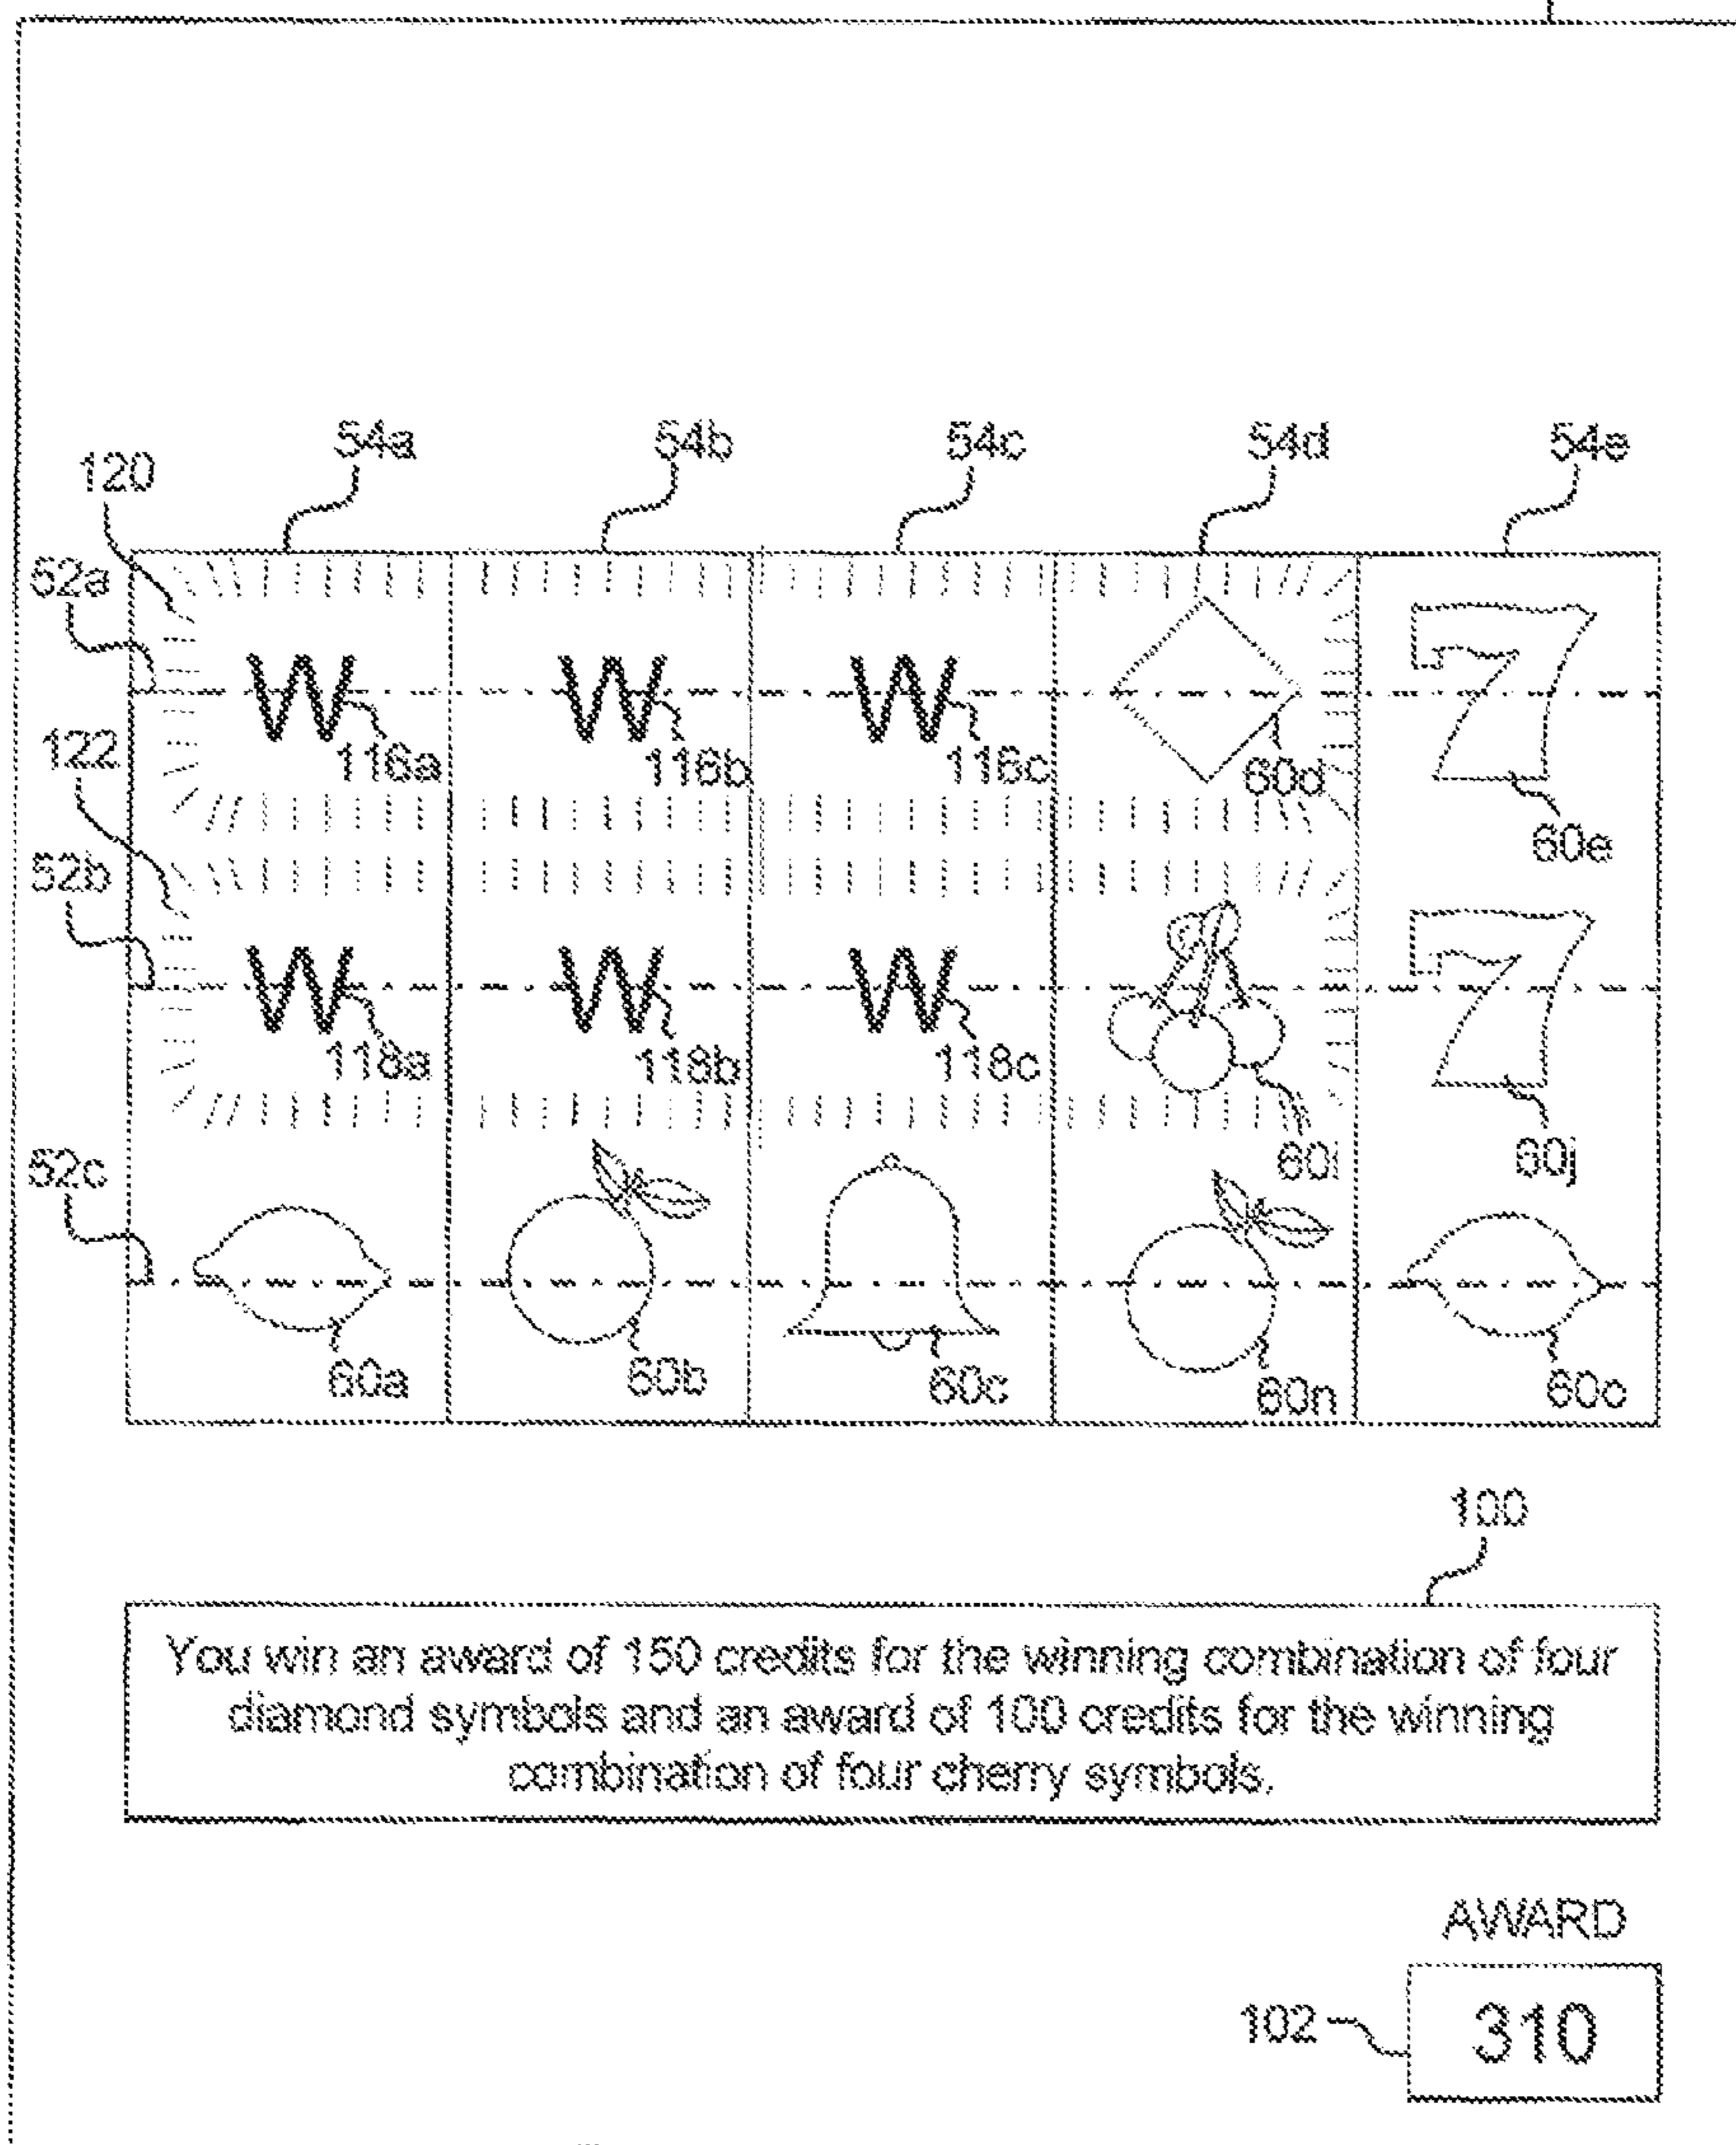 54a 54b 54c 54d 54e
120
52a
W W W 7
116a 116b 116c 60d
122
60e
52b
W W W 7
118a 118b 118c
60i 60j
52c
60a 60b 60c 60n 60o
100
You win an award of 150 credits for the winning combination of four
diamond symbols and an award of 100 credits for the winning
combination of four cherry symbols.
AWARD
102 310